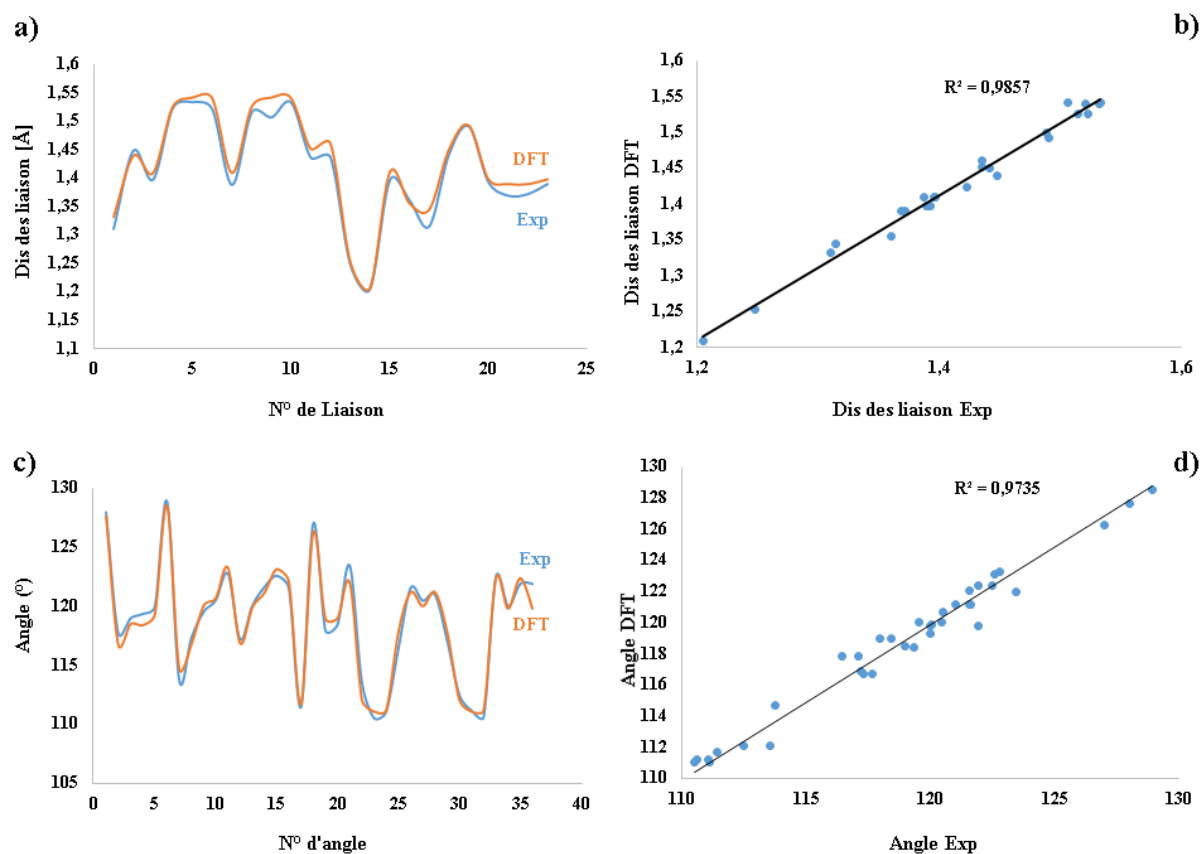 a)
1,6
1,55
1,5
1,45
1,4
1,35
1,3
1,25
1,2
1,15
1,1
Dis des liaison [Å]
DFT
Exp
0 5 10 15 20 25
N° de Liaison
b)
1,6
1,55
1,5
1,45
1,4
1,35
1,3
1,25
1,2
Dis des liaison DFT
R² = 0,9857
1,2 1,4 1,6
Dis des liaison Exp
c)
130
125
120
115
110
105
Angle (°)
Exp
DFT
0 5 10 15 20 25 30 35 40
N° d'angle
d)
130
128
126
124
122
120
118
116
114
112
110
Angle DFT
R² = 0,9735
110 115 120 125 130
Angle Exp